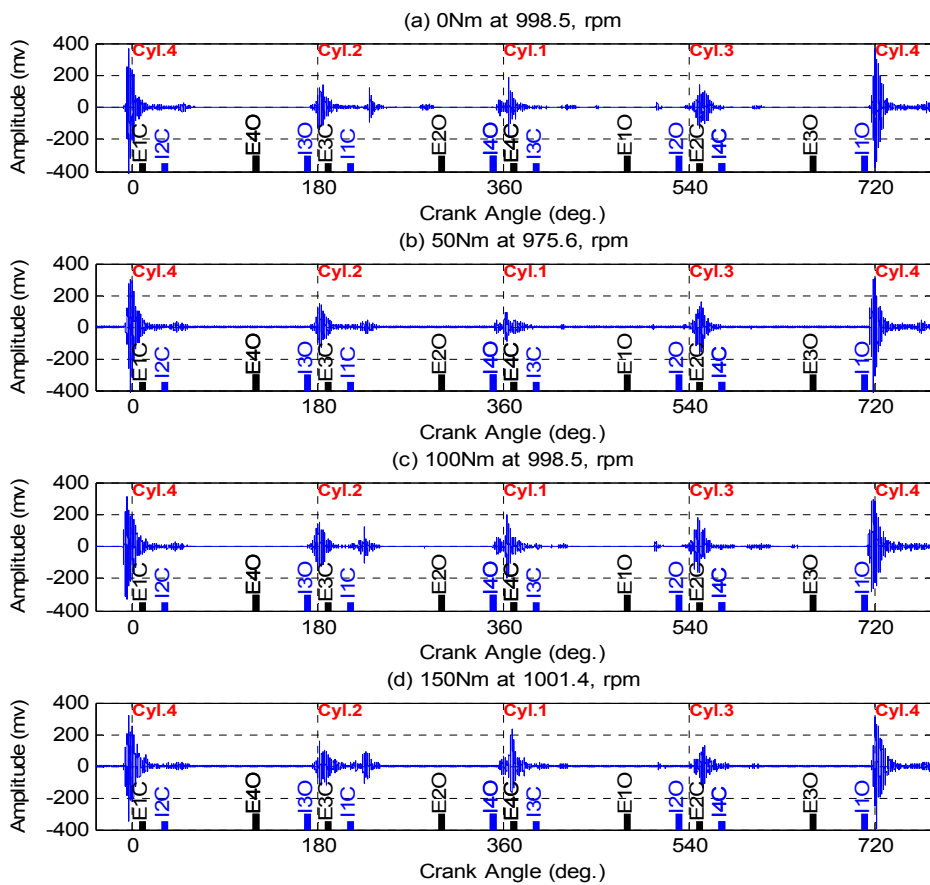 (a) 0Nm at 998.5, rpm
Amplitude (mv)
400
200
0
-200
-400
Cyl.4 Cyl.2 Cyl.1 Cyl.3 Cyl.4
E1C I2C E4O I3O E3C I1C E2O I4O E4C I3C E1O I2O E2C I4C E3O I1O
0 180 360 540 720
Crank Angle (deg.)
(b) 50Nm at 975.6, rpm
Amplitude (mv)
400
200
0
-200
-400
Cyl.4 Cyl.2 Cyl.1 Cyl.3 Cyl.4
E1C I2C E4O I3O E3C I1C E2O I4O E4C I3C E1O I2O E2C I4C E3O I1O
0 180 360 540 720
Crank Angle (deg.)
(c) 100Nm at 998.5, rpm
Amplitude (mv)
400
200
0
-200
-400
Cyl.4 Cyl.2 Cyl.1 Cyl.3 Cyl.4
E1C I2C E4O I3O E3C I1C E2O I4O E4C I3C E1O I2O E2C I4C E3O I1O
0 180 360 540 720
Crank Angle (deg.)
(d) 150Nm at 1001.4, rpm
Amplitude (mv)
400
200
0
-200
-400
Cyl.4 Cyl.2 Cyl.1 Cyl.3 Cyl.4
E1C I2C E4O I3O E3C I1C E2O I4O E4C I3C E1O I2O E2C I4C E3O I1O
0 180 360 540 720
Crank Angle (deg.)